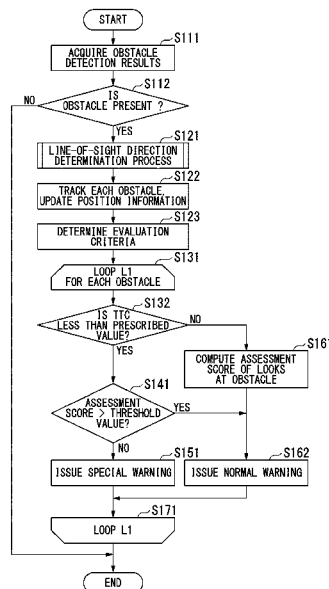 START
S111
ACQUIRE OBSTACLE
DETECTION RESULTS
S112
IS
OBSTACLE PRESENT ?
NO
YES
S121
LINE-OF-SIGHT DIRECTION
DETERMINATION PROCESS
S122
TRACK EACH OBSTACLE,
UPDATE POSITION INFORMATION
S123
DETERMINE EVALUATION
CRITERIA
S131
LOOP L1
FOR EACH OBSTACLE
S132
IS TTC
LESS THAN PRESCRIBED
VALUE?
NO
YES
S161
COMPUTE ASSESSMENT
SCORE OF LOOKS
AT OBSTACLE
S141
ASSESSMENT
SCORE > THRESHOLD
VALUE?
YES
NO
S151
ISSUE SPECIAL WARNING
S162
ISSUE NORMAL WARNING
S171
LOOP L1
END